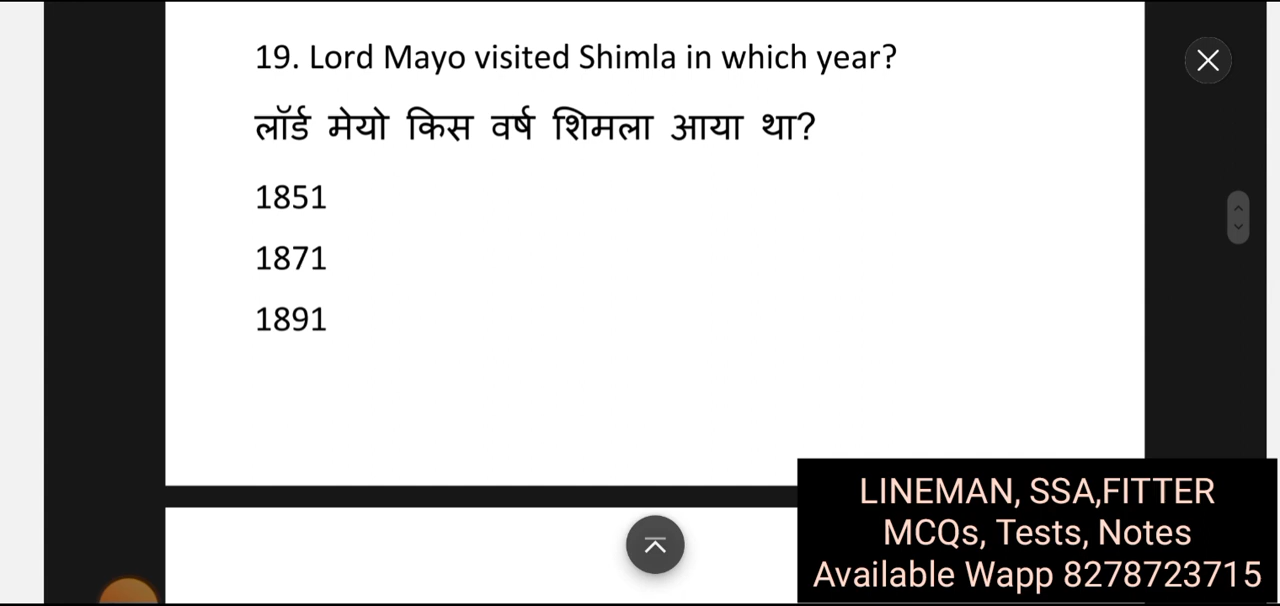 19. Lord Mayo visited Shimla in which year?
लॉर्ड मेयो किस वर्ष शिमला आया था?
1851
1871
1891
LINEMAN, SSA,FITTER
MCQs, Tests, Notes
Available Wapp 8278723715